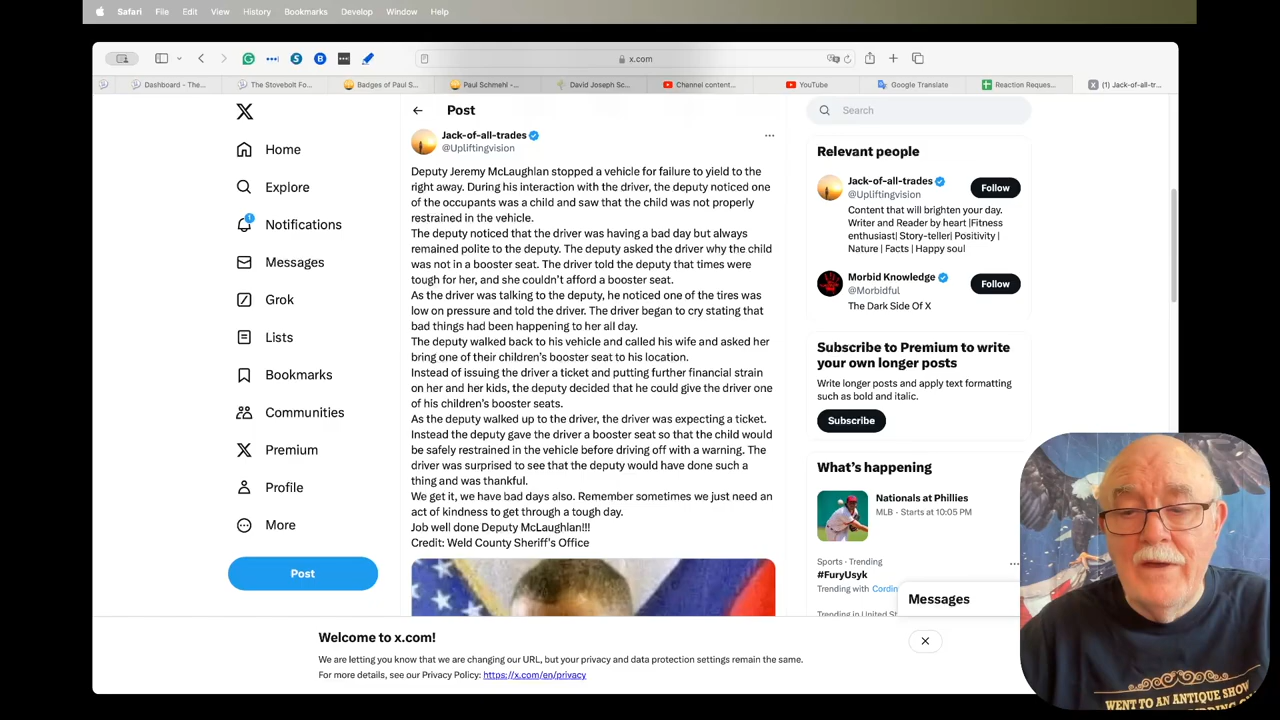 Safari File Edit View History Bookmarks Develop Window Help
x.com
Dashboard - The...
The Stovebolt Fo...
Badges of Paul S...
Paul Schmehl -...
David Joseph Sc...
Channel content...
YouTube
Google Translate
Reaction Reques...
(1) Jack-of-all-tr...
Home
Explore
1
Notifications
Messages
Grok
Lists
Bookmarks
Communities
Premium
Profile
More
Post
Post
Jack-of-all-trades
@Upliftingvision
Deputy Jeremy McLaughlan stopped a vehicle for failure to yield to the
right away. During his interaction with the driver, the deputy noticed one
of the occupants was a child and saw that the child was not properly
restrained in the vehicle.
The deputy noticed that the driver was having a bad day but always
remained polite to the deputy. The deputy asked the driver why the child
was not in a booster seat. The driver told the deputy that times were
tough for her, and she couldn't afford a booster seat.
As the driver was talking to the deputy, he noticed one of the tires was
low on pressure and told the driver. The driver began to cry stating that
bad things had been happening to her all day.
The deputy walked back to his vehicle and called his wife and asked her
bring one of their children's booster seat to his location.
Instead of issuing the driver a ticket and putting further financial strain
on her and her kids, the deputy decided that he could give the driver one
of his children's booster seats.
As the deputy walked up to the driver, the driver was expecting a ticket.
Instead the deputy gave the driver a booster seat so that the child would
be safely restrained in the vehicle before driving off with a warning. The
driver was surprised to see that the deputy would have done such a
thing and was thankful.
We get it, we have bad days also. Remember sometimes we just need an
act of kindness to get through a tough day.
Job well done Deputy McLaughlan!!!
Credit: Weld County Sheriff's Office
Search
Relevant people
Jack-of-all-trades
@Upliftingvision
Follow
Content that will brighten your day.
Writer and Reader by heart |Fitness
enthusiast| Story-teller| Positivity |
Nature | Facts | Happy soul
Morbid Knowledge
@Morbidful
Follow
The Dark Side Of X
Subscribe to Premium to write
your own longer posts
Write longer posts and apply text formatting
such as bold and italic.
Subscribe
What's happening
Nationals at Phillies
MLB · Starts at 10:05 PM
Sports · Trending
#FuryUsyk
Trending with Cordin
Messages
Welcome to x.com!
We are letting you know that we are changing our URL, but your privacy and data protection settings remain the same.
For more details, see our Privacy Policy: https://x.com/en/privacy
WENT TO AN ANTIQUE SHOW